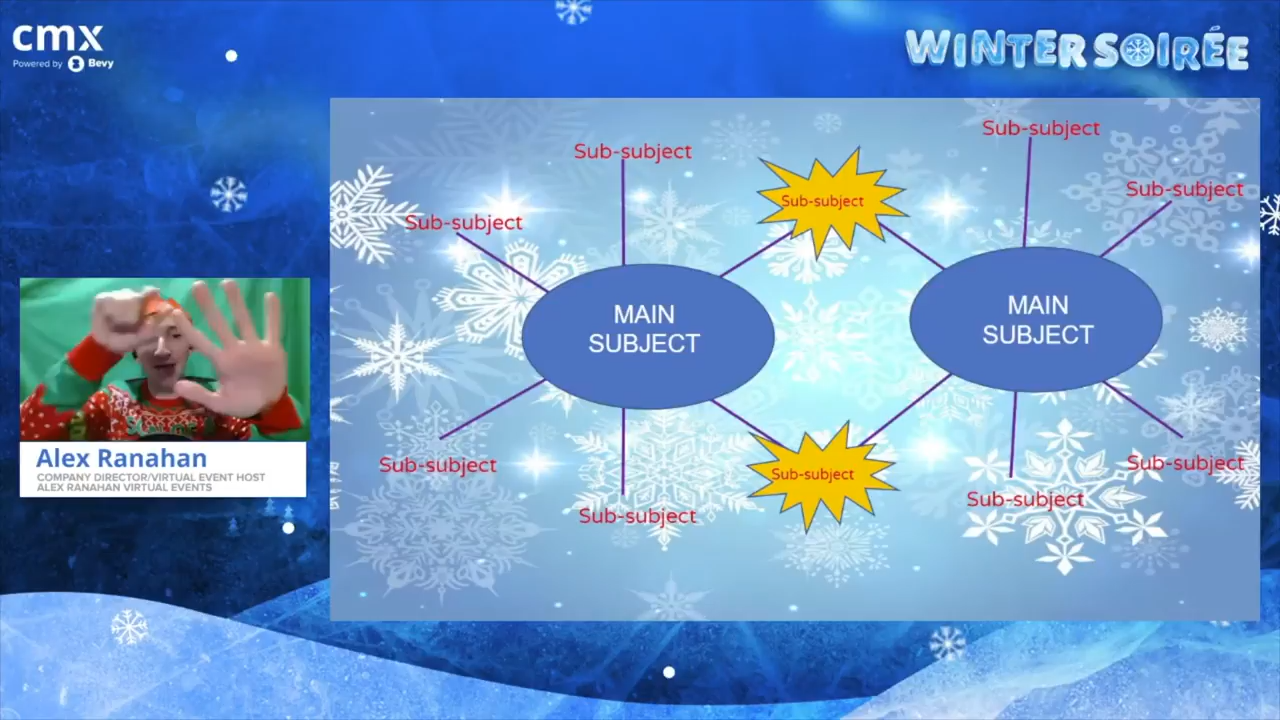 cmx
Powered by Bevy
WINTER SOIRÉE
Sub-subject
Sub-subject
Sub-subject
Sub-subject
Sub-subject
Sub-subject
MAIN
SUBJECT
MAIN
SUBJECT
Sub-subject
Sub-subject
Sub-subject
Sub-subject
Sub-subject
Alex Ranahan
COMPANY DIRECTOR/VIRTUAL EVENT HOST
ALEX RANAHAN VIRTUAL EVENTS